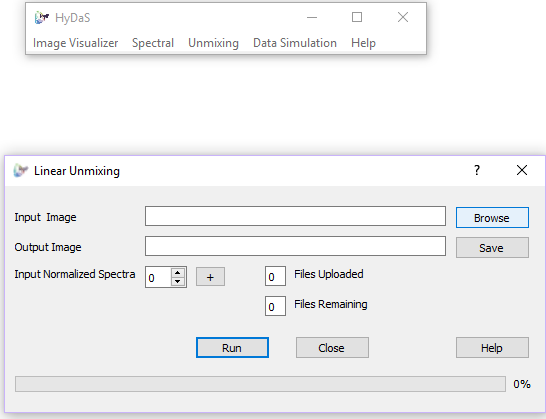 HyDaS
Image Visualizer Spectral Unmixing Data Simulation Help
Linear Unmixing ?
Input Image Browse
Output Image Save
Input Normalized Spectra 0 + 0 Files Uploaded
0 Files Remaining
Run Close Help
0%